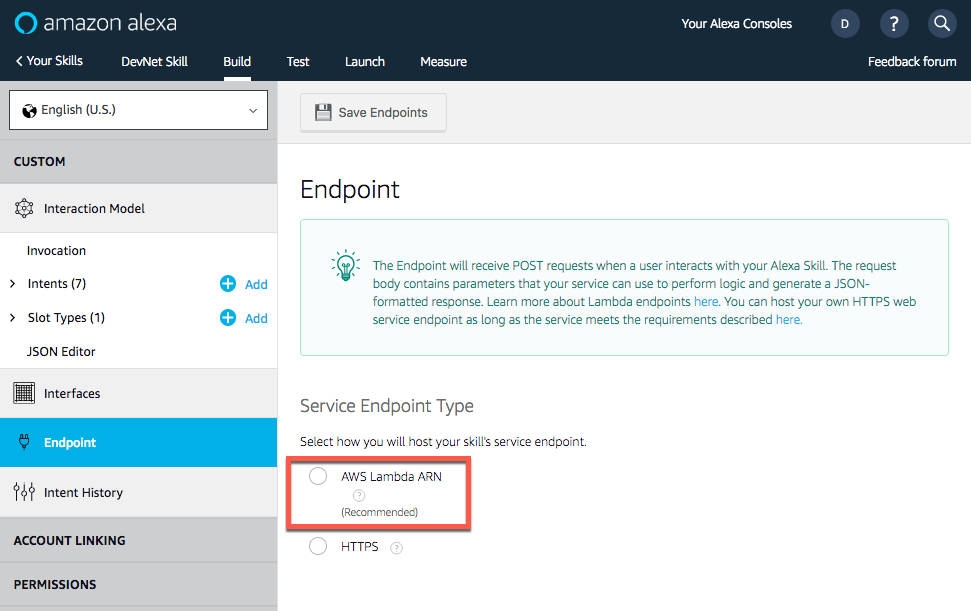 amazon alexa
Your Alexa Consoles
D
?
Your Skills
DevNet Skill
Build
Test
Launch
Measure
Feedback forum
English (U.S.)
Save Endpoints
CUSTOM
Interaction Model
Invocation
Intents (7)
Add
Slot Types (1)
Add
JSON Editor
Interfaces
Endpoint
Intent History
ACCOUNT LINKING
PERMISSIONS
Endpoint
The Endpoint will receive POST requests when a user interacts with your Alexa Skill. The request
body contains parameters that your service can use to perform logic and generate a JSON-
formatted response. Learn more about Lambda endpoints here. You can host your own HTTPS web
service endpoint as long as the service meets the requirements described here.
Service Endpoint Type
Select how you will host your skill's service endpoint.
AWS Lambda ARN
?
(Recommended)
HTTPS ?